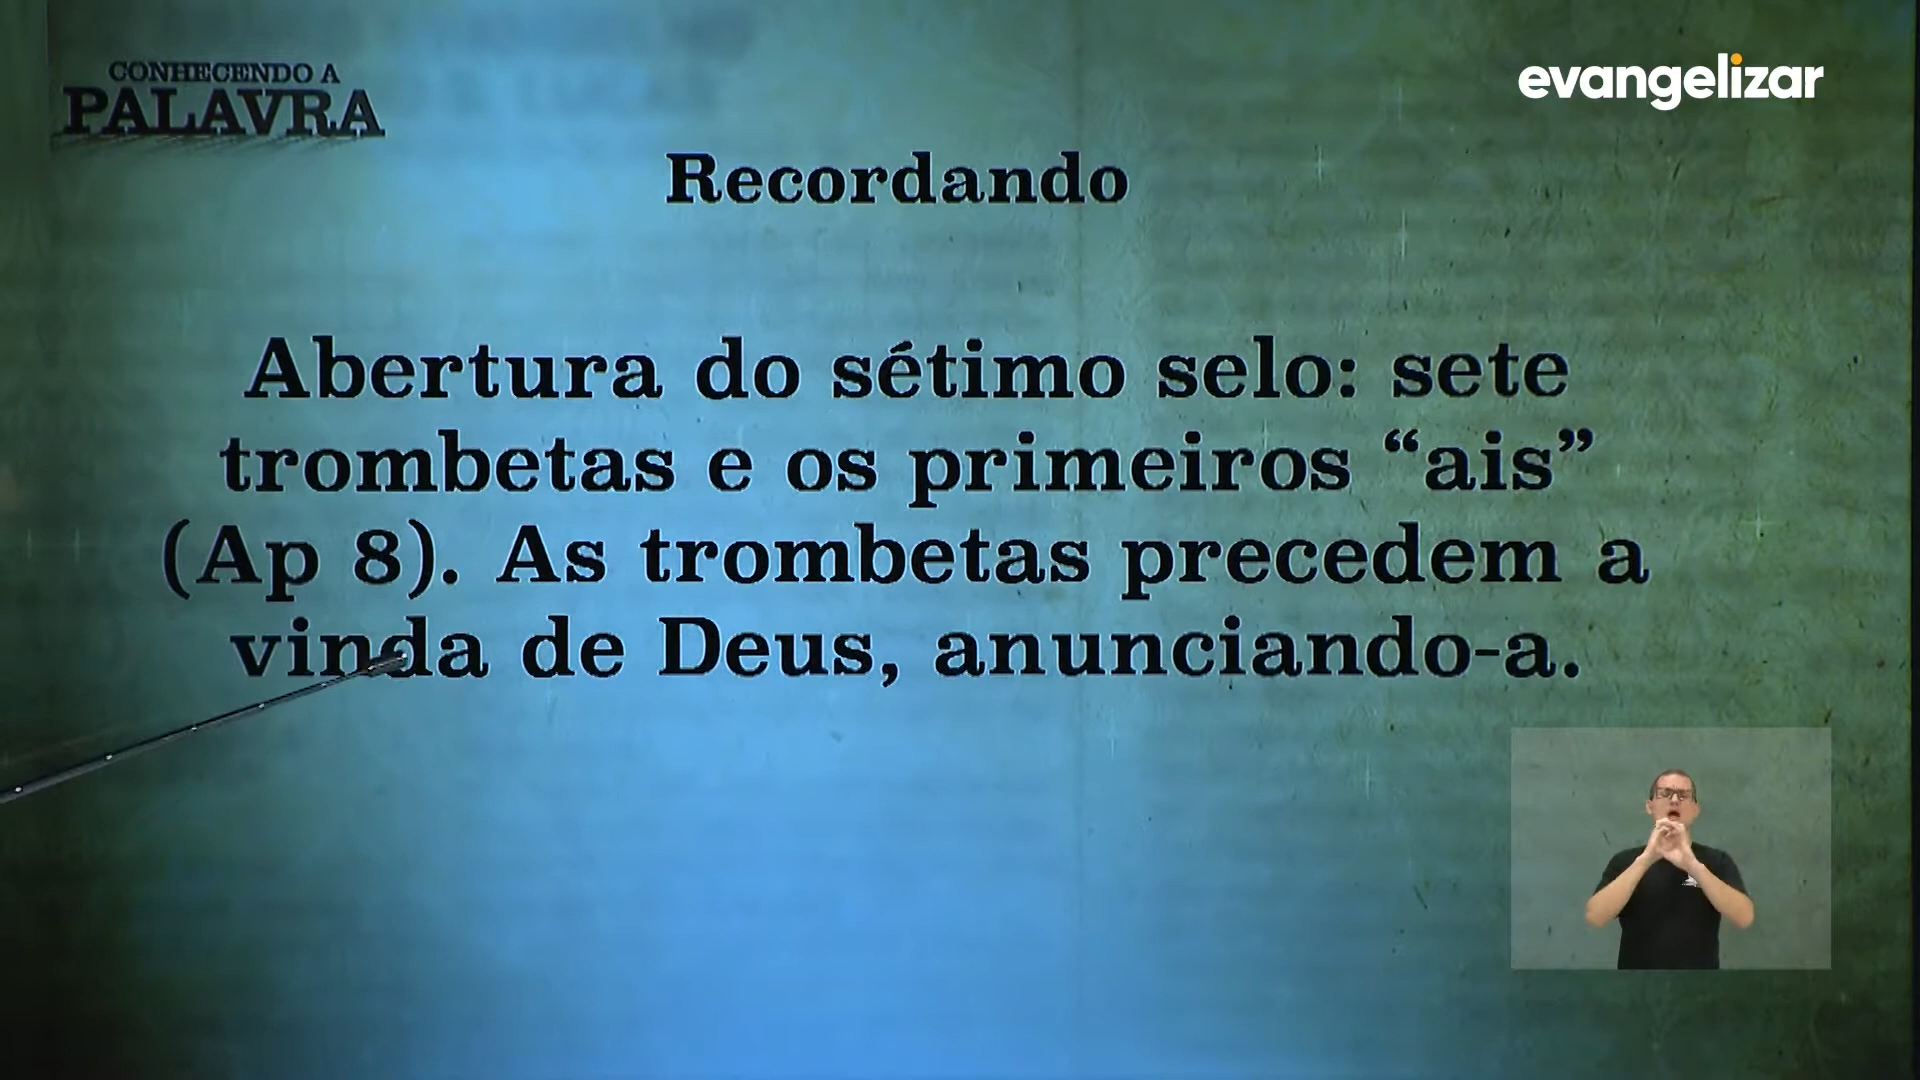 CONHECENDO A
PALAVRA
evangelizar
Recordando
Abertura do sétimo selo: sete
trombetas e os primeiros “ais”
(Ap 8). As trombetas precedem a
vinda de Deus, anunciando-a.